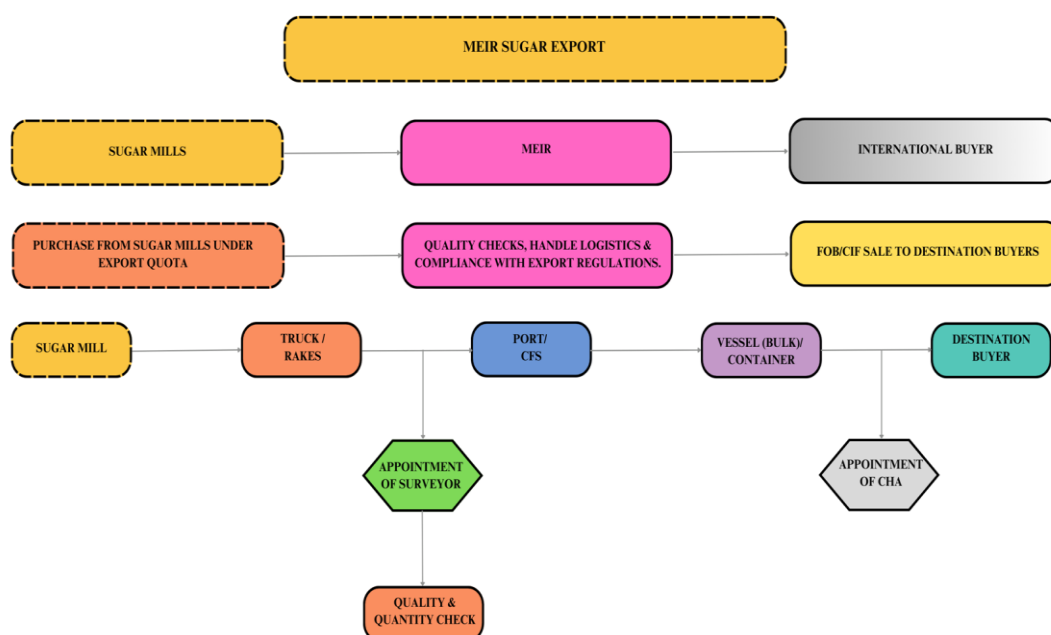 MEIR SUGAR EXPORT
SUGAR MILLS
MEIR
INTERNATIONAL BUYER
PURCHASE FROM SUGAR MILLS UNDER
EXPORT QUOTA
QUALITY CHECKS, HANDLE LOGISTICS &
COMPLIANCE WITH EXPORT REGULATIONS.
FOB/CIF SALE TO DESTINATION BUYERS
SUGAR MILL
TRUCK /
RAKES
PORT/
CFS
VESSEL (BULK)/
CONTAINER
DESTINATION
BUYER
APPOINTMENT
OF SURVEYOR
APPOINTMENT
OF CHA
QUALITY &
QUANTITY CHECK